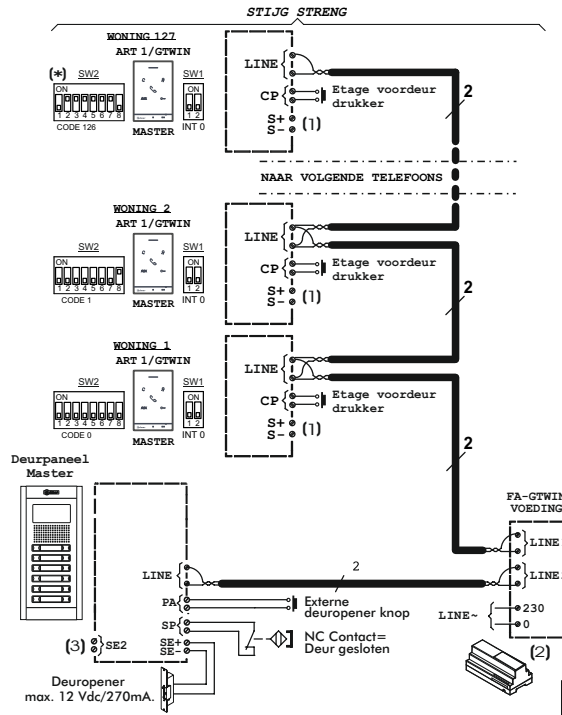 STIJG STRENG
WONING 127
ART 1/GTWIN
(*) SW2 SW1
ON ON
1 2 3 4 5 6 7 8 1 2
CODE 126 MASTER INT 0
LINE
CP
Etage voordeur
drukker
S+
S-
(1)
2
NAAR VOLGENDE TELEFOONS
WONING 2
ART 1/GTWIN
SW2 SW1
ON ON
1 2 3 4 5 6 7 8 1 2
CODE 1 MASTER INT 0
LINE
CP
Etage voordeur
drukker
S+
S-
(1)
2
WONING 1
ART 1/GTWIN
SW2 SW1
ON ON
1 2 3 4 5 6 7 8 1 2
CODE 0 MASTER INT 0
LINE
CP
Etage voordeur
drukker
S+
S-
(1)
2
Deurpaneel
Master
FA-GTWIN
VOEDING
LINE
LINE
LINE~
230
0
(2)
LINE
2
PA
Externe
deuropener knop
SP
NC Contact=
Deur gesloten
(3) SE2
SE+
SE-
Deuropener
max. 12 Vdc/270mA.